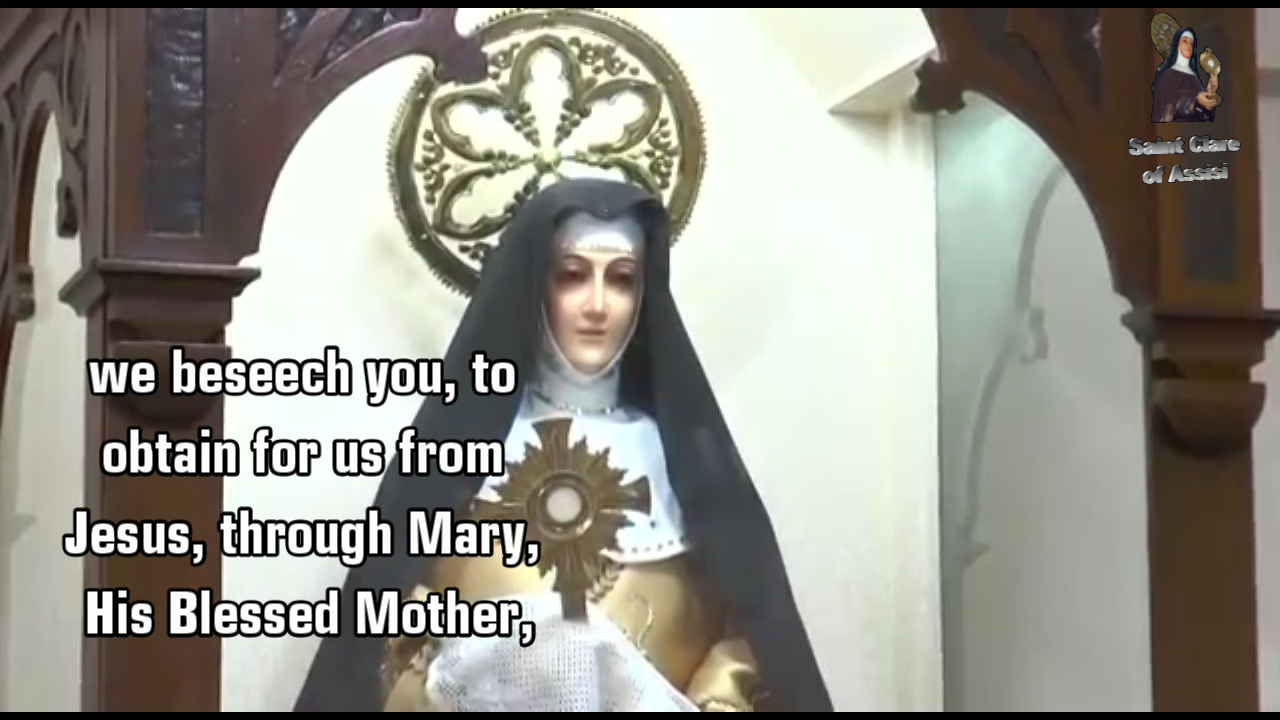 we beseech you, to
obtain for us from
Jesus, through Mary,
His Blessed Mother,
Saint Clare
of Assisi